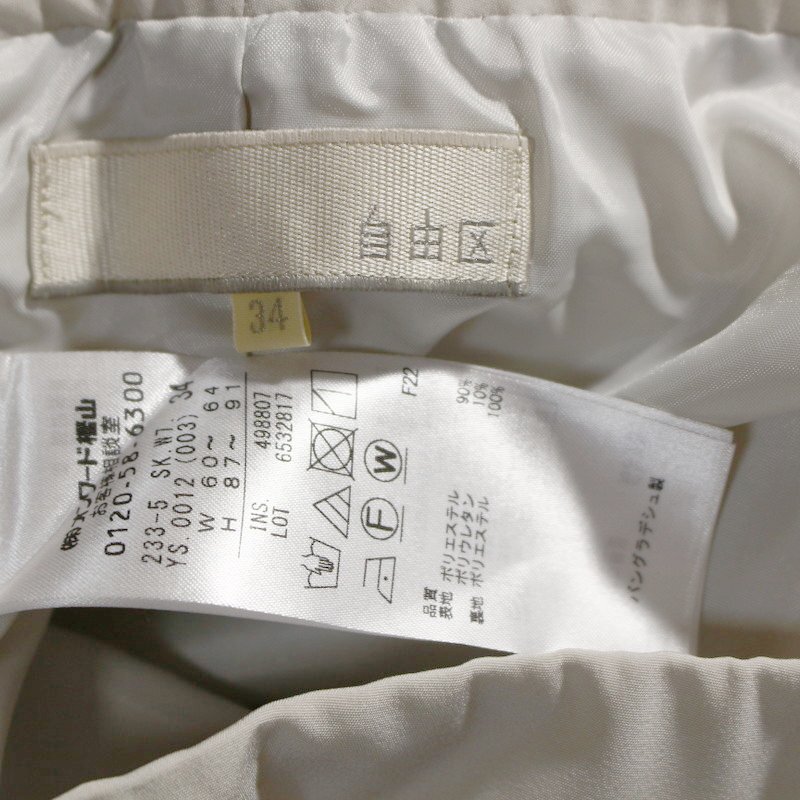 自由区
34
㈱オンワード樫山
お客様相談室
0120-58-6300
233-5 SK.W7. 34
YS.0012 (003)
W 60～ 64
H 87～ 91
INS. 498807
LOT 6532817
F22
品質
表地 ポリエステル 90%
ポリウレタン 10%
裏地 ポリエステル 100%
バングラデシュ製